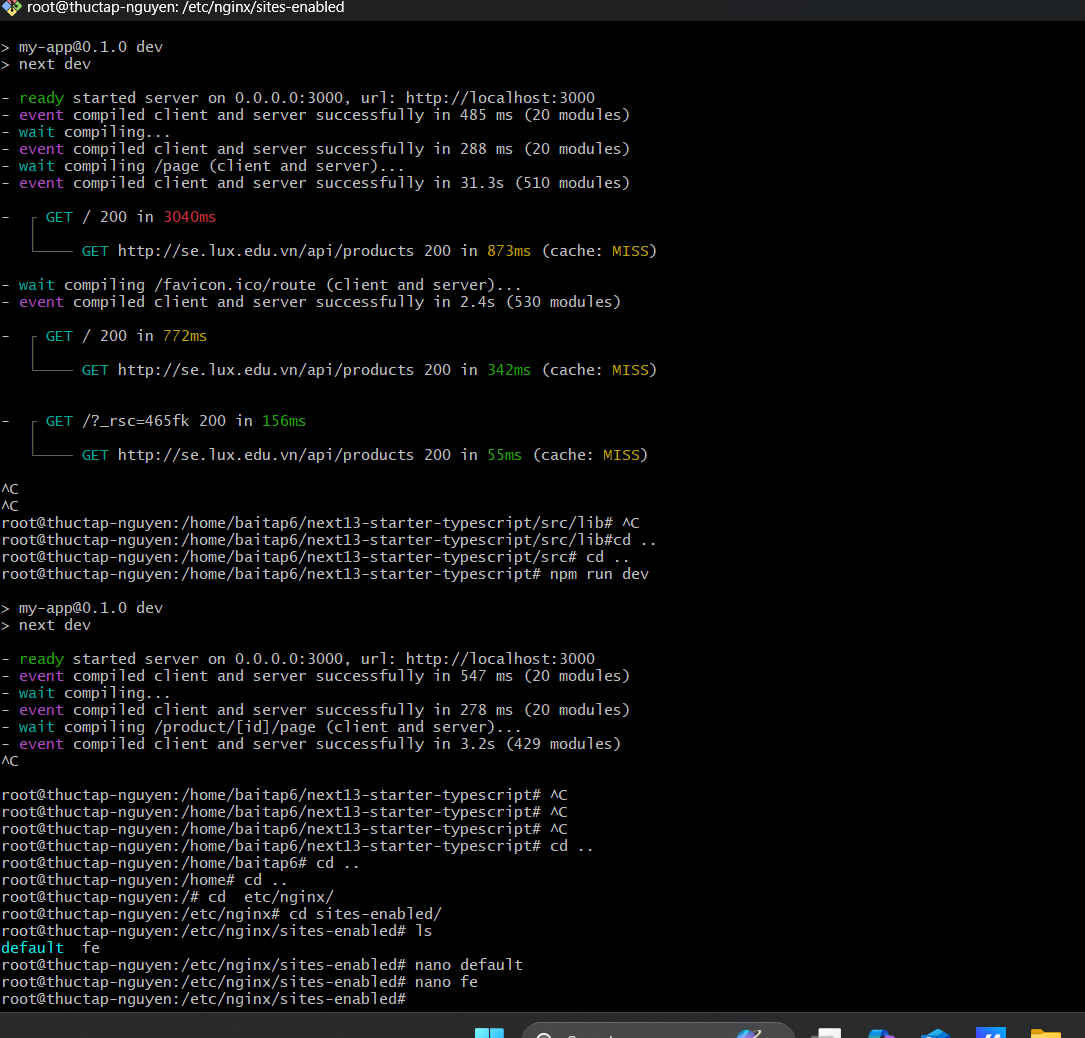 root@thuctap-nguyen: /etc/nginx/sites-enabled
> my-app@0.1.0 dev
> next dev
- ready started server on 0.0.0.0:3000, url: http://localhost:3000
- event compiled client and server successfully in 485 ms (20 modules)
- wait compiling...
- event compiled client and server successfully in 288 ms (20 modules)
- wait compiling /page (client and server)...
- event compiled client and server successfully in 31.3s (510 modules)
- ┌ GET / 200 in 3040ms
└──── GET http://se.lux.edu.vn/api/products 200 in 873ms (cache: MISS)
- wait compiling /favicon.ico/route (client and server)...
- event compiled client and server successfully in 2.4s (530 modules)
- ┌ GET / 200 in 772ms
└──── GET http://se.lux.edu.vn/api/products 200 in 342ms (cache: MISS)
- ┌ GET /?_rsc=465fk 200 in 156ms
└──── GET http://se.lux.edu.vn/api/products 200 in 55ms (cache: MISS)
^C
^C
root@thuctap-nguyen:/home/baitap6/next13-starter-typescript/src/lib# ^C
root@thuctap-nguyen:/home/baitap6/next13-starter-typescript/src/lib#cd ..
root@thuctap-nguyen:/home/baitap6/next13-starter-typescript/src# cd ..
root@thuctap-nguyen:/home/baitap6/next13-starter-typescript# npm run dev
> my-app@0.1.0 dev
> next dev
- ready started server on 0.0.0.0:3000, url: http://localhost:3000
- event compiled client and server successfully in 547 ms (20 modules)
- wait compiling...
- event compiled client and server successfully in 278 ms (20 modules)
- wait compiling /product/[id]/page (client and server)...
- event compiled client and server successfully in 3.2s (429 modules)
^C
root@thuctap-nguyen:/home/baitap6/next13-starter-typescript# ^C
root@thuctap-nguyen:/home/baitap6/next13-starter-typescript# ^C
root@thuctap-nguyen:/home/baitap6/next13-starter-typescript# ^C
root@thuctap-nguyen:/home/baitap6/next13-starter-typescript# cd ..
root@thuctap-nguyen:/home/baitap6# cd ..
root@thuctap-nguyen:/home# cd ..
root@thuctap-nguyen:/# cd  etc/nginx/
root@thuctap-nguyen:/etc/nginx# cd sites-enabled/
root@thuctap-nguyen:/etc/nginx/sites-enabled# ls
default  fe
root@thuctap-nguyen:/etc/nginx/sites-enabled# nano default
root@thuctap-nguyen:/etc/nginx/sites-enabled# nano fe
root@thuctap-nguyen:/etc/nginx/sites-enabled#